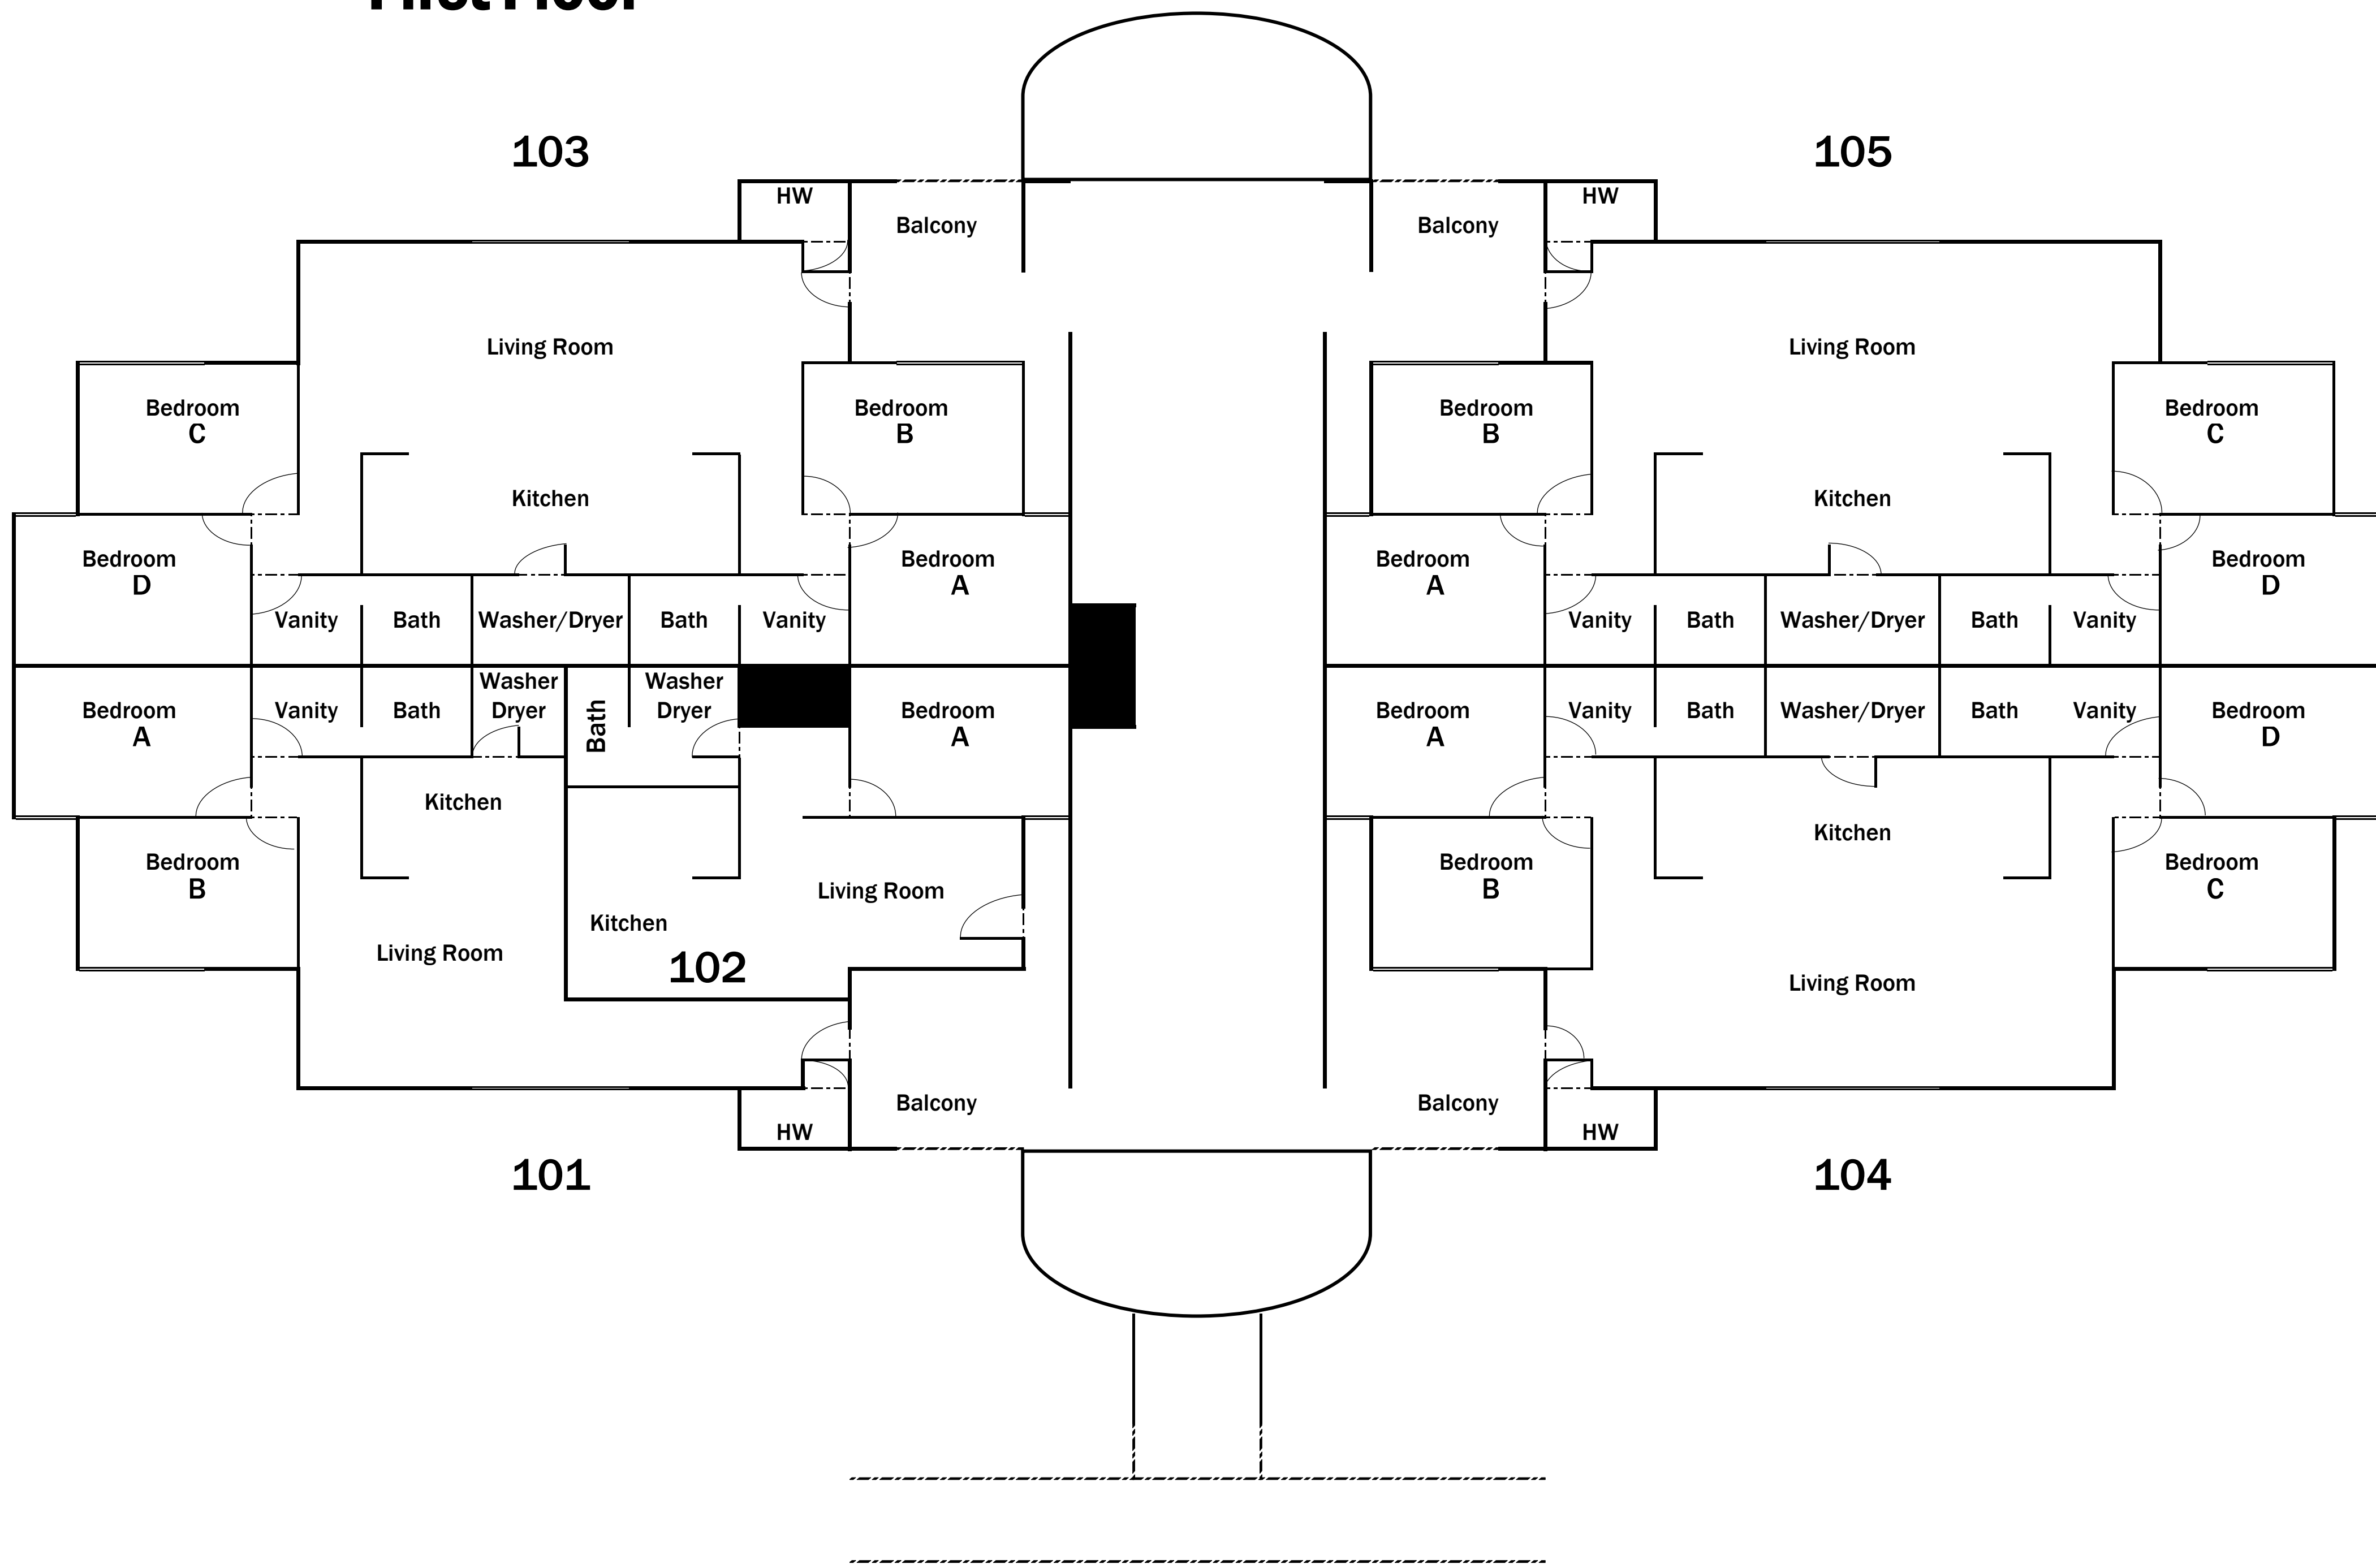 First Floor
103
105
HW
HW
Balcony
Balcony
Living Room
Living Room
Bedroom
C
Bedroom
B
Bedroom
B
Bedroom
C
Kitchen
Kitchen
Bedroom
D
Bedroom
A
Bedroom
A
Bedroom
D
Vanity
Bath
Washer/Dryer
Bath
Vanity
Vanity
Bath
Washer/Dryer
Bath
Vanity
Bedroom
A
Vanity
Bath
Washer
Dryer
Bath
Washer
Dryer
Bedroom
A
Bedroom
A
Vanity
Bath
Washer/Dryer
Bath
Vanity
Bedroom
D
Kitchen
Kitchen
Bedroom
B
Living Room
Bedroom
B
Bedroom
C
Kitchen
Living Room
102
Living Room
Balcony
Balcony
HW
HW
101
104